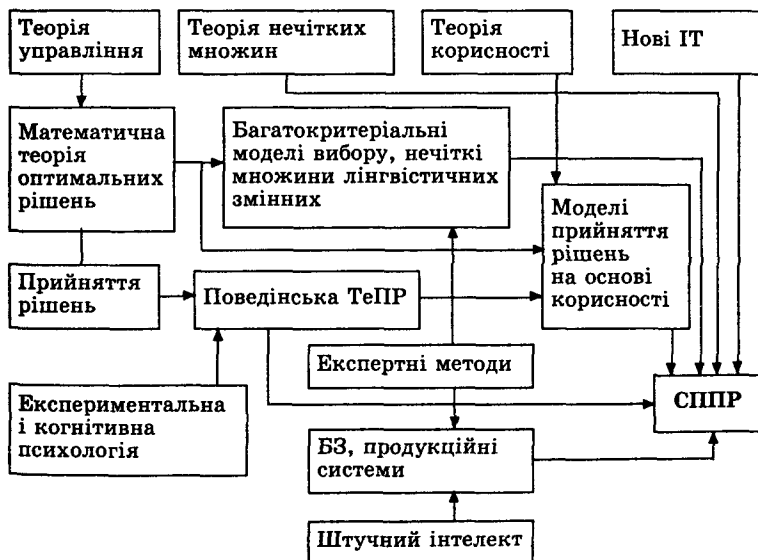 Теорія
управління
Теорія нечітких
множин
Теорія
корисності
Нові ІТ
Математична
теорія
оптимальних
рішень
Багатокритеріальні
моделі вибору, нечіткі
множини лінгвістичних
змінних
Моделі
прийняття
рішень
на основі
корисності
Прийняття
рішень
Поведінська ТеПР
Експертні методи
СППР
Експериментальна
і когнітивна
психологія
БЗ, продукційні
системи
Штучний інтелект